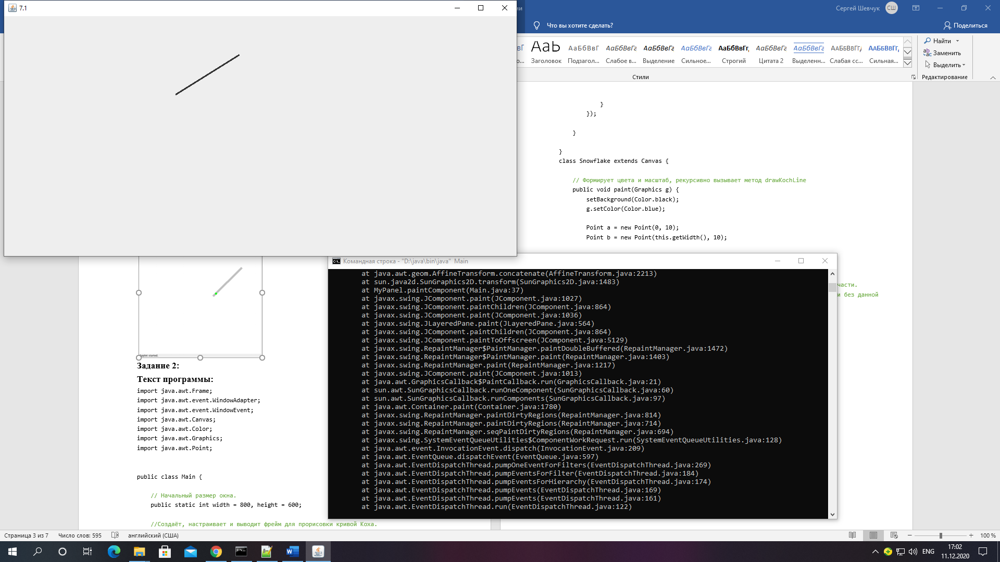 7.1
ми
Сергей Шевчук
СШ
Что вы хотите сделать?
Поделиться
AaБбВвГ AaБбВвГг АаБбВвГг АаБбВвГг АаБбВвГг, АаБбВвГг АаБбВвГг АаБбВвГг, АаБбВвГг,
о... Заголовок Подзагол... Слабое в... Выделение Сильное... Строгий Цитата 2 Выделенн... Слабая сс... Сильная...
Стили
Найти
Заменить
Выделить
Редактирование
}
});
}
}
class Snowflake extends Canvas {
// Формирует цвета и масштаб, рекурсивно вызывает метод drawKochLine
public void paint(Graphics g) {
setBackground(Color.black);
g.setColor(Color.blue);
Point a = new Point(0, 10);
Point b = new Point(this.getWidth(), 10);
части.
и без данной
Командная строка - "D:\java\bin\java"  Main
at java.awt.geom.AffineTransform.concatenate(AffineTransform.java:2213)
at sun.java2d.SunGraphics2D.transform(SunGraphics2D.java:1483)
at MyPanel.paintComponent(Main.java:37)
at javax.swing.JComponent.paint(JComponent.java:1027)
at javax.swing.JComponent.paintChildren(JComponent.java:864)
at javax.swing.JComponent.paint(JComponent.java:1036)
at javax.swing.JLayeredPane.paint(JLayeredPane.java:564)
at javax.swing.JComponent.paintChildren(JComponent.java:864)
at javax.swing.JComponent.paintToOffscreen(JComponent.java:5129)
at javax.swing.RepaintManager$PaintManager.paintDoubleBuffered(RepaintManager.java:1472)
at javax.swing.RepaintManager$PaintManager.paint(RepaintManager.java:1403)
at javax.swing.RepaintManager.paint(RepaintManager.java:1217)
at javax.swing.JComponent.paint(JComponent.java:1013)
at java.awt.GraphicsCallback$PaintCallback.run(GraphicsCallback.java:21)
at sun.awt.SunGraphicsCallback.runOneComponent(SunGraphicsCallback.java:60)
at sun.awt.SunGraphicsCallback.runComponents(SunGraphicsCallback.java:97)
at java.awt.Container.paint(Container.java:1780)
at javax.swing.RepaintManager.paintDirtyRegions(RepaintManager.java:814)
at javax.swing.RepaintManager.paintDirtyRegions(RepaintManager.java:714)
at javax.swing.RepaintManager.seqPaintDirtyRegions(RepaintManager.java:694)
at javax.swing.SystemEventQueueUtilities$ComponentWorkRequest.run(SystemEventQueueUtilities.java:128)
at java.awt.event.InvocationEvent.dispatch(InvocationEvent.java:209)
at java.awt.EventQueue.dispatchEvent(EventQueue.java:597)
at java.awt.EventDispatchThread.pumpOneEventForFilters(EventDispatchThread.java:269)
at java.awt.EventDispatchThread.pumpEventsForFilter(EventDispatchThread.java:184)
at java.awt.EventDispatchThread.pumpEventsForHierarchy(EventDispatchThread.java:174)
at java.awt.EventDispatchThread.pumpEvents(EventDispatchThread.java:169)
at java.awt.EventDispatchThread.pumpEvents(EventDispatchThread.java:161)
at java.awt.EventDispatchThread.run(EventDispatchThread.java:122)
Applet started.
Задание 2:
Текст программы:
import java.awt.Frame;
import java.awt.event.WindowAdapter;
import java.awt.event.WindowEvent;
import java.awt.Canvas;
import java.awt.Color;
import java.awt.Graphics;
import java.awt.Point;
public class Main {
// Начальный размер окна.
public static int width = 800, height = 600;
//Создаёт, настраивает и выводит фрейм для прорисовки кривой Коха.
Страница 3 из 7 Число слов: 595 английский (США)
100 %
ENG
17:02
11.12.2020